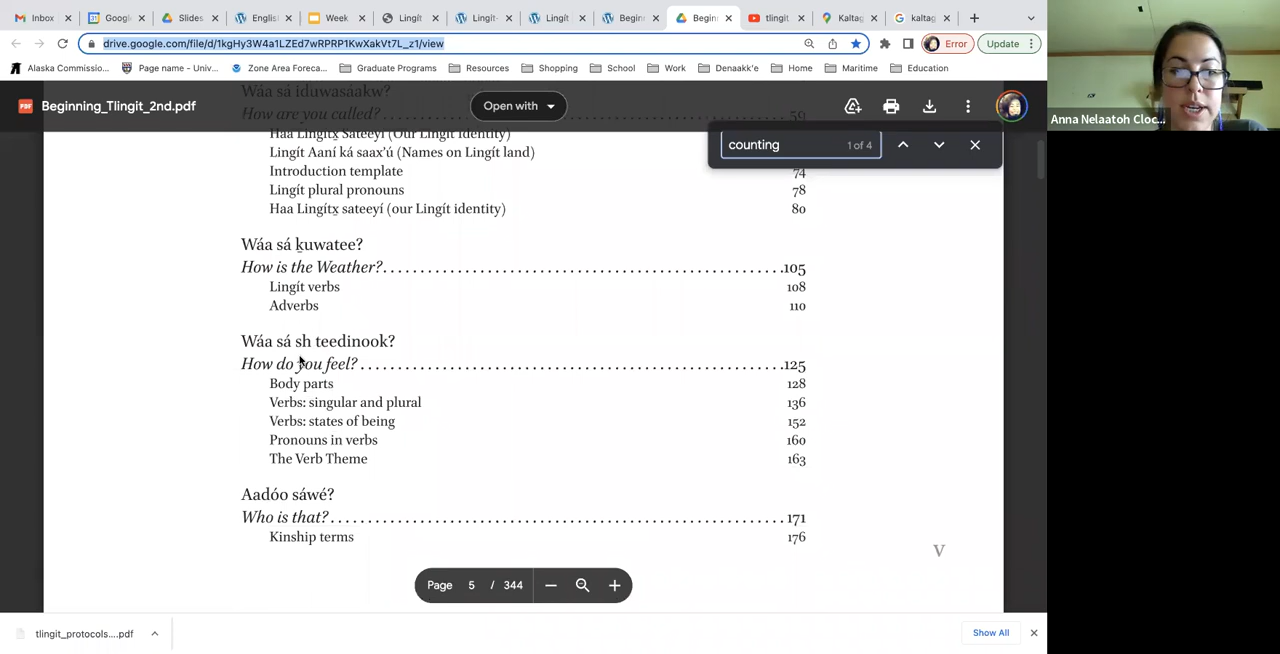 Inbox
Googl
Slides
Englis
Week
Lingít
Lingít-
Lingít
Begin
Begin
tlingit
Kaltag
kaltag
drive.google.com/file/d/1kgHy3W4a1LZEd7wRPRP1KwXakVt7L_z1/view
Error
Update
Alaska Commissio...
Page name - Univ...
Zone Area Foreca...
Graduate Programs
Resources
Shopping
School
Work
Denaakk'e
Home
Maritime
Education
Wáa sá iduwasáakw?
Beginning_Tlingit_2nd.pdf
Open with
How are you called? 59
Anna Nelaatoh Cloc...
Haa Lingítx̱ Sateeyí (Our Lingít Identity)
counting 1 of 4
Lingít Aaní ká saax'ú (Names on Lingít land)
Introduction template 74
Lingít plural pronouns 78
Haa Lingítx̱ sateeyí (our Lingít identity) 80
Wáa sá ḵuwatee?
How is the Weather? 105
Lingít verbs 108
Adverbs 110
Wáa sá sh teedinook?
How do you feel? 125
Body parts 128
Verbs: singular and plural 136
Verbs: states of being 152
Pronouns in verbs 160
The Verb Theme 163
Aadóo sáwé?
Who is that? 171
Kinship terms 176
V
Page 5 / 344
tlingit_protocols....pdf
Show All